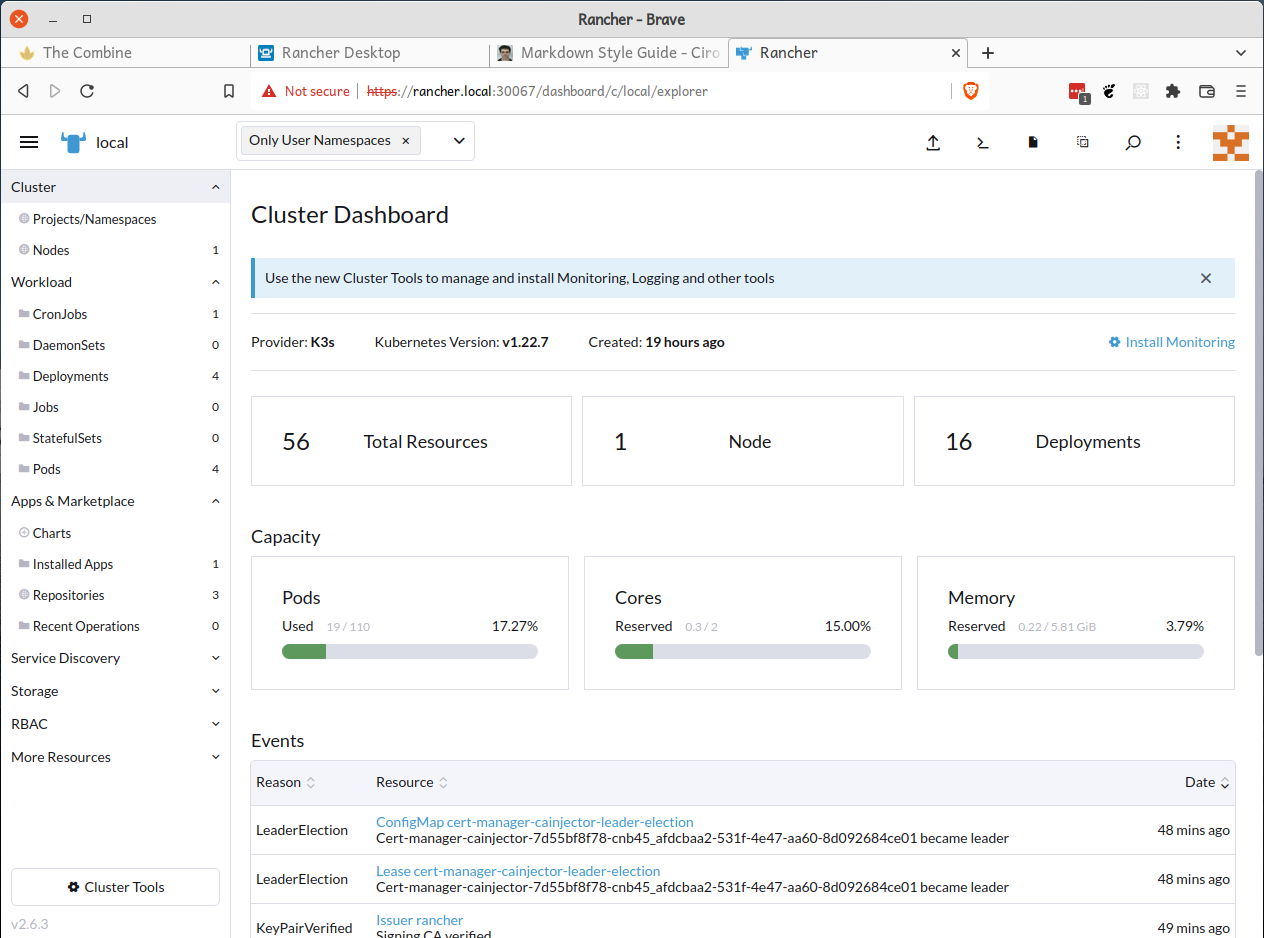 Rancher - Brave
The Combine
Rancher Desktop
Markdown Style Guide - Ciro
Rancher
Not secure
https://rancher.local:30067/dashboard/c/local/explorer
1
local
Only User Namespaces
Cluster
Projects/Namespaces
Nodes 1
Workload
CronJobs 1
DaemonSets 0
Deployments 4
Jobs 0
StatefulSets 0
Pods 4
Apps & Marketplace
Charts
Installed Apps 1
Repositories 3
Recent Operations 0
Service Discovery
Storage
RBAC
More Resources
Cluster Tools
v2.6.3
Cluster Dashboard
Use the new Cluster Tools to manage and install Monitoring, Logging and other tools
Provider: K3s Kubernetes Version: v1.22.7 Created: 19 hours ago Install Monitoring
56 Total Resources
1 Node
16 Deployments
Capacity
Pods
Used 19 / 110 17.27%
Cores
Reserved 0.3 / 2 15.00%
Memory
Reserved 0.22 / 5.81 GiB 3.79%
Events
Reason Resource Date
LeaderElection
ConfigMap cert-manager-cainjector-leader-election
Cert-manager-cainjector-7d55bf8f78-cnb45_afdcbaa2-531f-4e47-aa60-8d092684ce01 became leader
48 mins ago
LeaderElection
Lease cert-manager-cainjector-leader-election
Cert-manager-cainjector-7d55bf8f78-cnb45_afdcbaa2-531f-4e47-aa60-8d092684ce01 became leader
48 mins ago
KeyPairVerified
Issuer rancher
Signing CA verified
49 mins ago